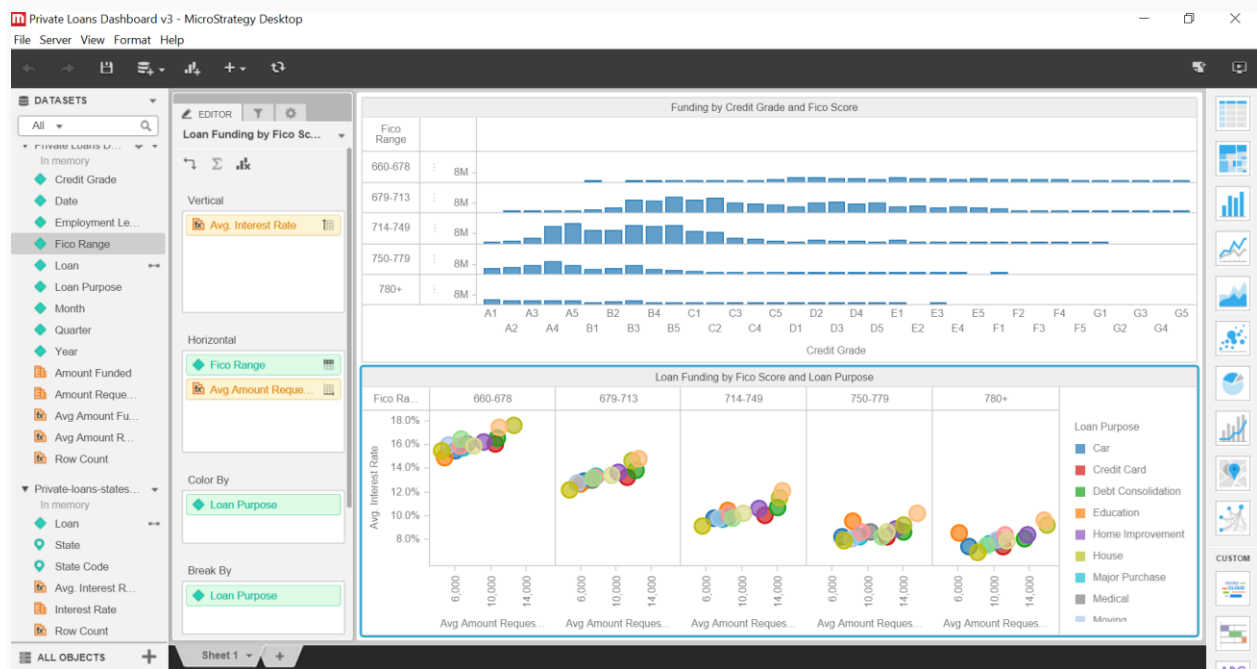 Private Loans Dashboard v3 - MicroStrategy Desktop
File Server View Format Help
DATASETS
All
Private Loans D...
In memory
Credit Grade
Date
Employment Le...
Fico Range
Loan
Loan Purpose
Month
Quarter
Year
Amount Funded
Amount Reque...
Avg Amount Fu...
Avg Amount R...
Row Count
Private-loans-states...
In memory
Loan
State
State Code
Avg. Interest R...
Interest Rate
Row Count
ALL OBJECTS
EDITOR
Loan Funding by Fico Sc...
Vertical
Avg. Interest Rate
Horizontal
Fico Range
Avg Amount Reque...
Color By
Loan Purpose
Break By
Loan Purpose
Funding by Credit Grade and Fico Score
Fico
Range
660-678 8M
679-713 8M
714-749 8M
750-779 8M
780+ 8M
A1 A3 A5 B2 B4 C1 C3 C5 D2 D4 E1 E3 E5 F2 F4 G1 G3 G5
A2 A4 B1 B3 B5 C2 C4 D1 D3 D5 E2 E4 F1 F3 F5 G2 G4
Credit Grade
Loan Funding by Fico Score and Loan Purpose
Fico Ra... 660-678 679-713 714-749 750-779 780+
18.0%
16.0%
14.0%
12.0%
10.0%
8.0%
Avg. Interest Rate
6,000 10,000 14,000 6,000 10,000 14,000 6,000 10,000 14,000 6,000 10,000 14,000 6,000 10,000 14,000
Avg Amount Reques... Avg Amount Reques... Avg Amount Reques... Avg Amount Reques... Avg Amount Reques...
Loan Purpose
Car
Credit Card
Debt Consolidation
Education
Home Improvement
House
Major Purchase
Medical
Moving
CUSTOM
Sheet 1